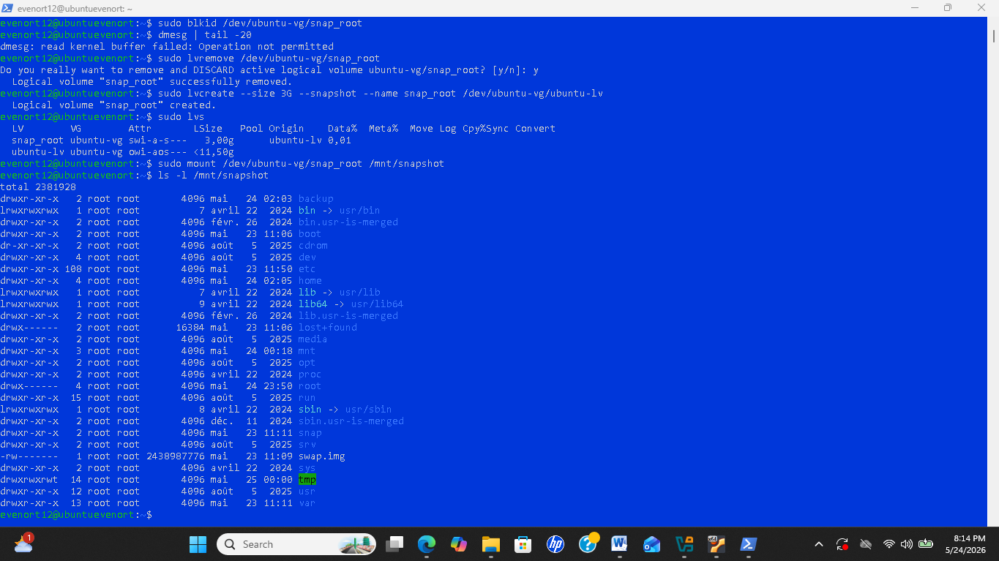 evenort12@ubuntuevenort: ~
evenort12@ubuntuevenort:~$ sudo blkid /dev/ubuntu-vg/snap_root
evenort12@ubuntuevenort:~$ dmesg | tail -20
dmesg: read kernel buffer failed: Operation not permitted
evenort12@ubuntuevenort:~$ sudo lvremove /dev/ubuntu-vg/snap_root
Do you really want to remove and DISCARD active logical volume ubuntu-vg/snap_root? [y/n]: y
  Logical volume "snap_root" successfully removed.
evenort12@ubuntuevenort:~$ sudo lvcreate --size 3G --snapshot --name snap_root /dev/ubuntu-vg/ubuntu-lv
  Logical volume "snap_root" created.
evenort12@ubuntuevenort:~$ sudo lvs
  LV        VG        Attr       LSize   Pool Origin    Data%  Meta%  Move Log Cpy%Sync Convert
  snap_root ubuntu-vg swi-a-s---   3,00g      ubuntu-lv 0,01
  ubuntu-lv ubuntu-vg owi-aos--- <11,50g
evenort12@ubuntuevenort:~$ sudo mount /dev/ubuntu-vg/snap_root /mnt/snapshot
evenort12@ubuntuevenort:~$ ls -l /mnt/snapshot
total 2381928
drwxr-xr-x   2 root root       4096 mai   24 02:03 backup
lrwxrwxrwx   1 root root          7 avril 22  2024 bin -> usr/bin
drwxr-xr-x   2 root root       4096 févr. 26  2024 bin.usr-is-merged
drwxr-xr-x   2 root root       4096 mai   23 11:06 boot
dr-xr-xr-x   2 root root       4096 août   5  2025 cdrom
drwxr-xr-x   4 root root       4096 août   5  2025 dev
drwxr-xr-x 108 root root       4096 mai   23 11:50 etc
drwxr-xr-x   4 root root       4096 mai   24 02:05 home
lrwxrwxrwx   1 root root          7 avril 22  2024 lib -> usr/lib
lrwxrwxrwx   1 root root          9 avril 22  2024 lib64 -> usr/lib64
drwxr-xr-x   2 root root       4096 févr. 26  2024 lib.usr-is-merged
drwx------   2 root root      16384 mai   23 11:06 lost+found
drwxr-xr-x   2 root root       4096 août   5  2025 media
drwxr-xr-x   3 root root       4096 mai   24 00:18 mnt
drwxr-xr-x   2 root root       4096 août   5  2025 opt
drwxr-xr-x   2 root root       4096 avril 22  2024 proc
drwx------   4 root root       4096 mai   24 23:50 root
drwxr-xr-x  15 root root       4096 août   5  2025 run
lrwxrwxrwx   1 root root          8 avril 22  2024 sbin -> usr/sbin
drwxr-xr-x   2 root root       4096 déc.  11  2024 sbin.usr-is-merged
drwxr-xr-x   2 root root       4096 mai   23 11:11 snap
drwxr-xr-x   2 root root       4096 août   5  2025 srv
-rw-------   1 root root 2438987776 mai   23 11:09 swap.img
drwxr-xr-x   2 root root       4096 avril 22  2024 sys
drwxrwxrwt  14 root root       4096 mai   25 00:00 tmp
drwxr-xr-x  12 root root       4096 août   5  2025 usr
drwxr-xr-x  13 root root       4096 mai   23 11:11 var
evenort12@ubuntuevenort:~$
1
Search
hp
?
W
x64
8:14 PM
5/24/2026